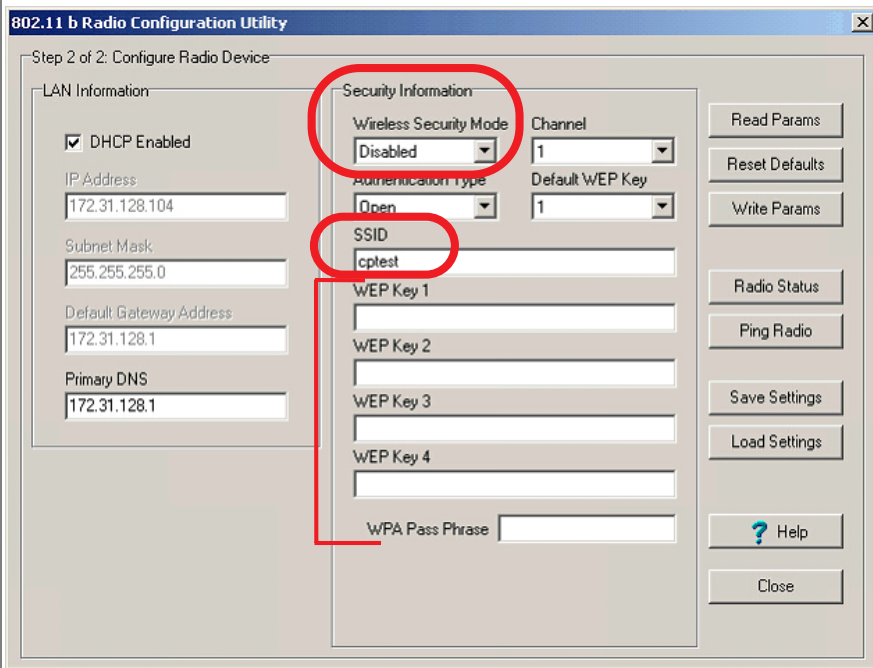 802.11 b Radio Configuration Utility
Step 2 of 2: Configure Radio Device
LAN Information
DHCP Enabled
IP Address
172.31.128.104
Subnet Mask
255.255.255.0
Default Gateway Address
172.31.128.1
Primary DNS
172.31.128.1
Security Information
Wireless Security Mode
Disabled
Channel
1
Authentication Type
Open
Default WEP Key
1
SSID
cptest
WEP Key 1
WEP Key 2
WEP Key 3
WEP Key 4
WPA Pass Phrase
Read Params
Reset Defaults
Write Params
Radio Status
Ping Radio
Save Settings
Load Settings
? Help
Close